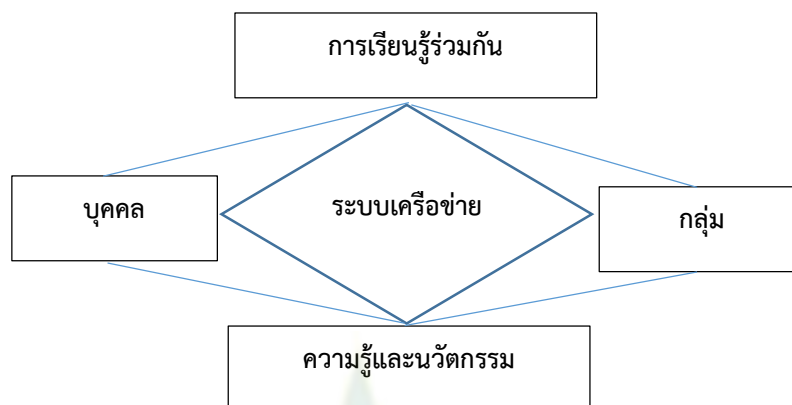 การเรียนรู้ร่วมกัน
บุคคล
ระบบเครือข่าย
กลุ่ม
ความรู้และนวัตกรรม